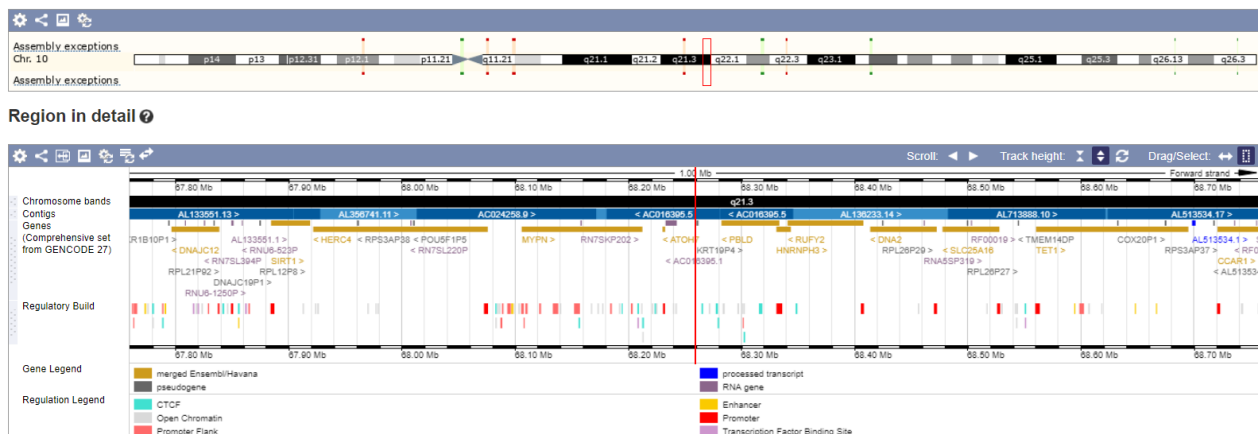 Assembly exceptions
Chr. 10 p14 p13 p12.31 p12.1 p11.21 q11.21 q21.1 q21.2 q21.3 q22.1 q22.3 q23.1 q25.1 q25.3 q26.13 q26.3
Assembly exceptions
Region in detail
Scroll: Track height: Drag/Select:
1.00 Mb Forward strand
67.80 Mb 67.90 Mb 68.00 Mb 68.10 Mb 68.20 Mb 68.30 Mb 68.40 Mb 68.50 Mb 68.60 Mb 68.70 Mb
Chromosome bands q21.3
Contigs AL133551.13 > AL356741.11 > AC024258.9 > < AC016395.5 < AC016395.5 AL136233.14 > AL713888.10 > AL513534.17 >
Genes
(Comprehensive set
from GENCODE 27)
KR1B10P1 > AL133551.1 > < HERC4 < RPS3AP38 < POU5F1P5 MYPN > RN7SKP202 > < ATOH7 < PBLD < RUFY2 < DNA2 RNA5SP319 > RF00019 > < TMEM14DP COX20P1 > AL513534.1 >
< DNAJC12 RNU6-523P > < RN7SL220P KRT19P4 > HNRNPH3 > RPL26P29 > < SLC25A16 TET1 > RPS3AP37 >
< RN7SL394P SIRT1 > < AC016395.1 CCAR1 >
RPL21P92 > RPL12P8 > RPL26P27 > < AL513534
DNAJC19P1 >
RNU6-1250P >
Regulatory Build
67.80 Mb 67.90 Mb 68.00 Mb 68.10 Mb 68.20 Mb 68.30 Mb 68.40 Mb 68.50 Mb 68.60 Mb 68.70 Mb
Gene Legend merged Ensembl/Havana processed transcript
pseudogene RNA gene
Regulation Legend CTCF Enhancer
Open Chromatin Promoter
Promoter Flank Transcription Factor Binding Site